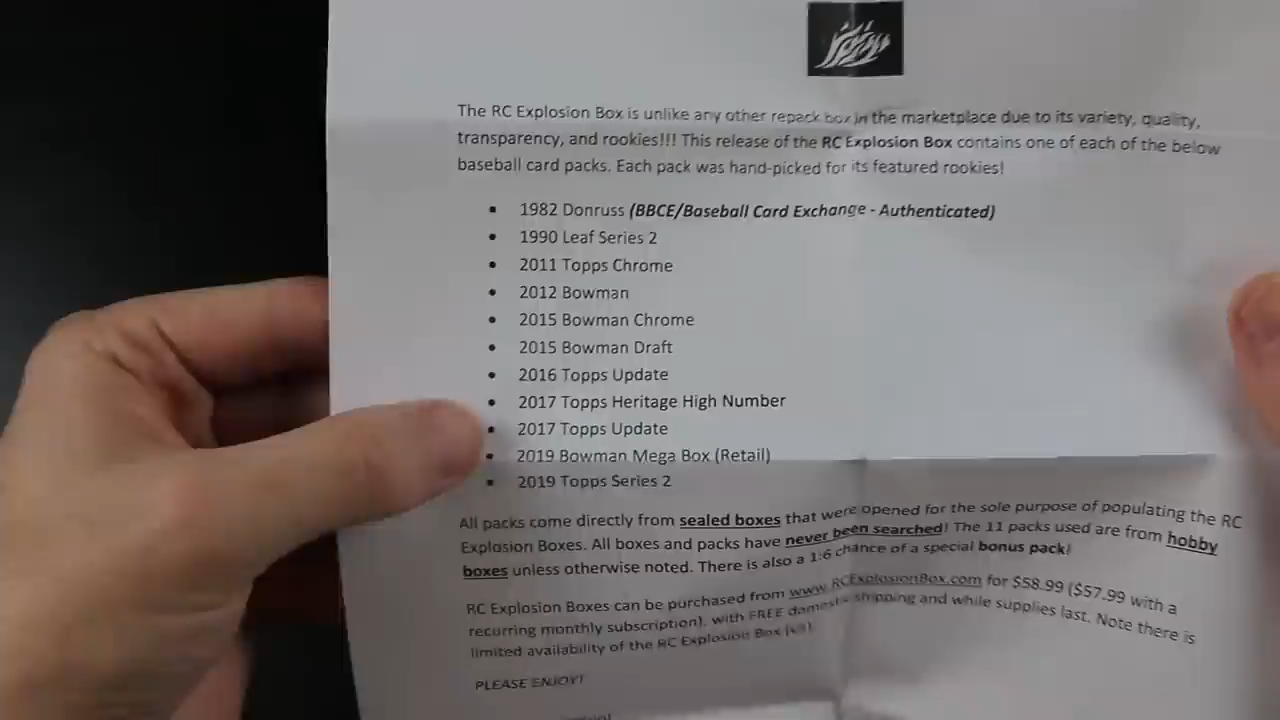 The RC Explosion Box is unlike any other repack box in the marketplace due to its variety, quality,
transparency, and rookies!!! This release of the RC Explosion Box contains one of each of the below
baseball card packs. Each pack was hand-picked for its featured rookies!
• 1982 Donruss (BBCE/Baseball Card Exchange - Authenticated)
• 1990 Leaf Series 2
• 2011 Topps Chrome
• 2012 Bowman
• 2015 Bowman Chrome
• 2015 Bowman Draft
• 2016 Topps Update
• 2017 Topps Heritage High Number
• 2017 Topps Update
• 2019 Bowman Mega Box (Retail)
• 2019 Topps Series 2
All packs come directly from sealed boxes that were opened for the sole purpose of populating the RC
Explosion Boxes. All boxes and packs have never been searched! The 11 packs used are from hobby
boxes unless otherwise noted. There is also a 1:6 chance of a special bonus pack!
RC Explosion Boxes can be purchased from www.RCExplosionBox.com for $58.99 ($57.99 with a
recurring monthly subscription), with FREE domestic shipping and while supplies last. Note there is
limited availability of the RC Explosion Box
PLEASE ENJOY!